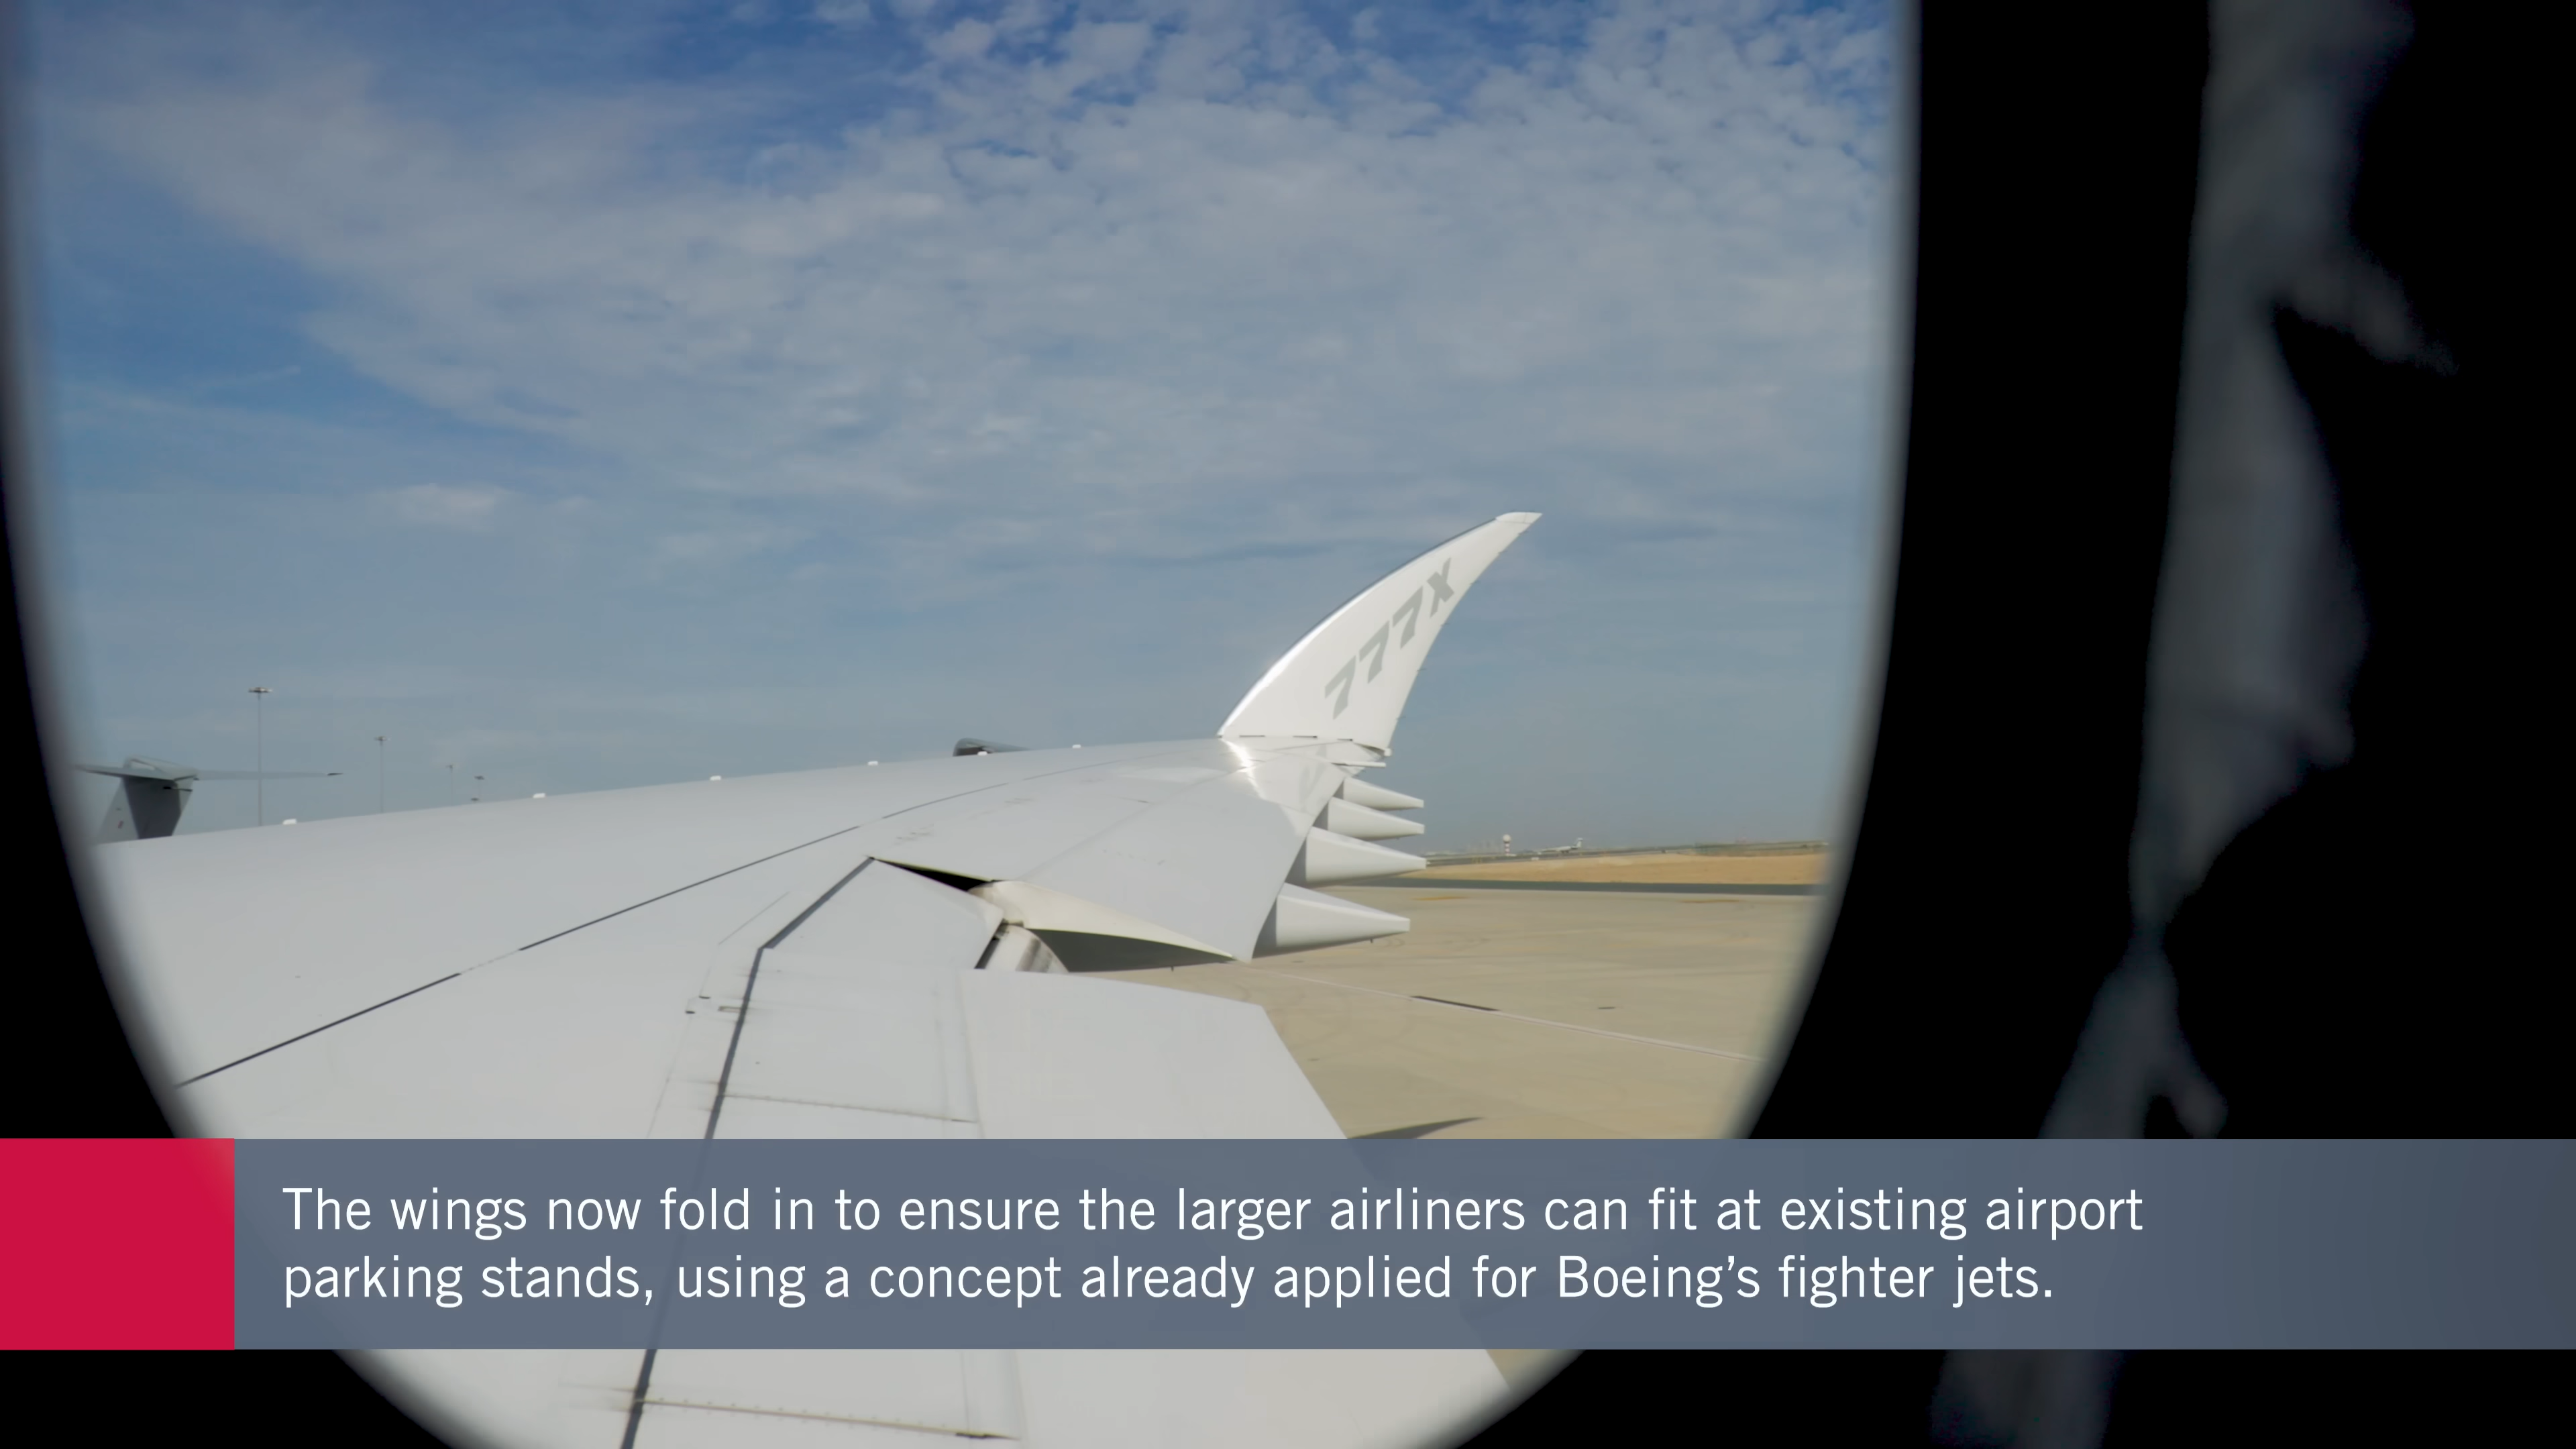 777X
The wings now fold in to ensure the larger airliners can fit at existing airport
parking stands, using a concept already applied for Boeing’s fighter jets.